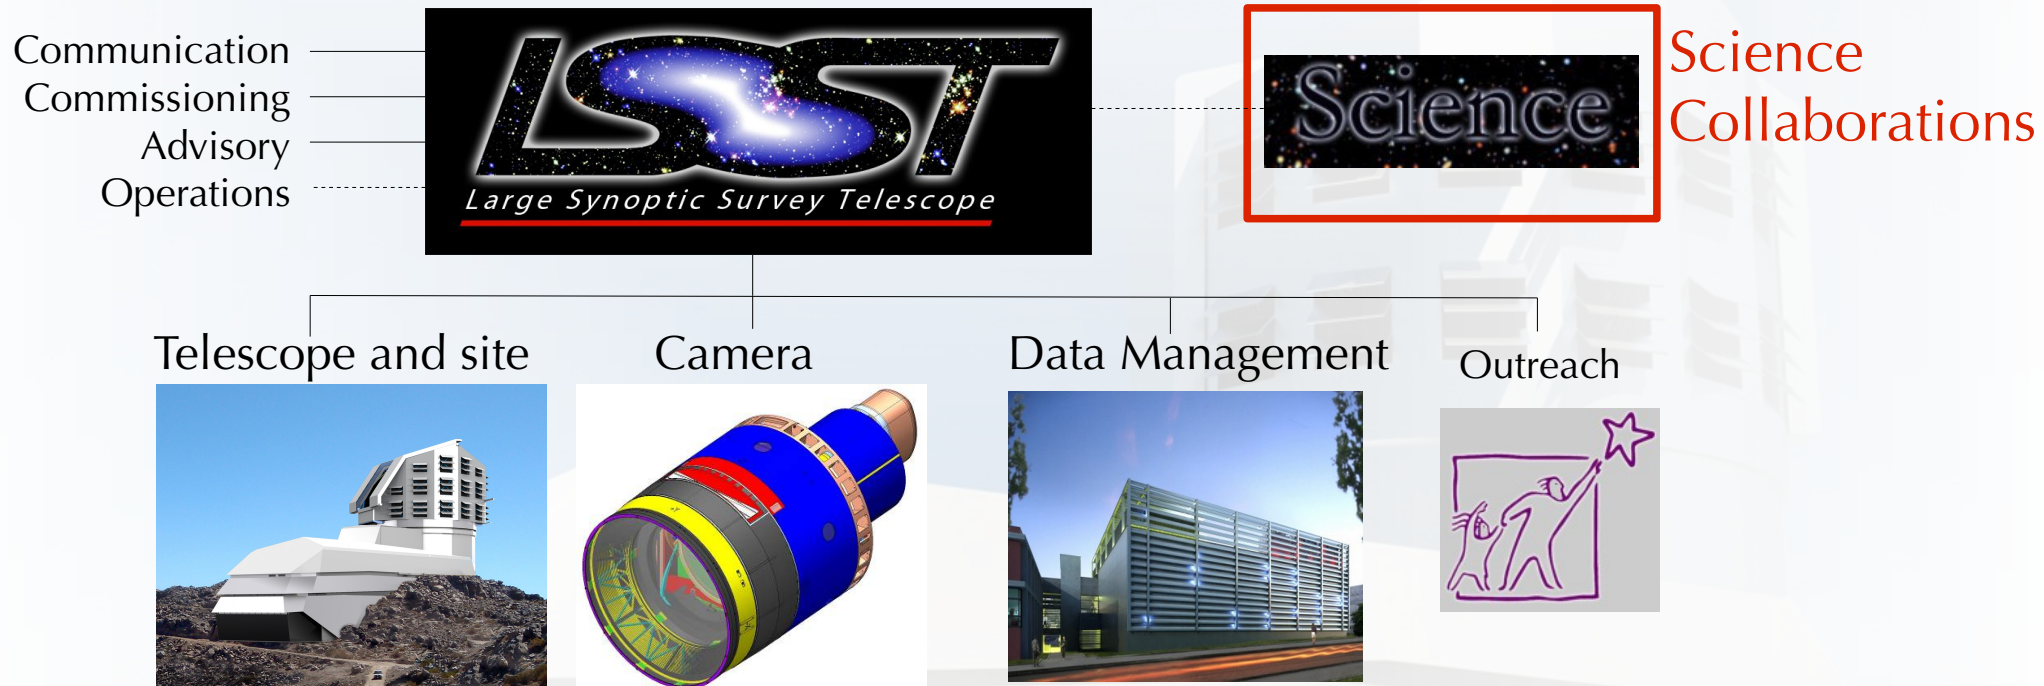 Communication
Commissioning
Advisory
Operations
LSST
Large Synoptic Survey Telescope
Science
Science
Collaborations
Telescope and site
Camera
Data Management
Outreach